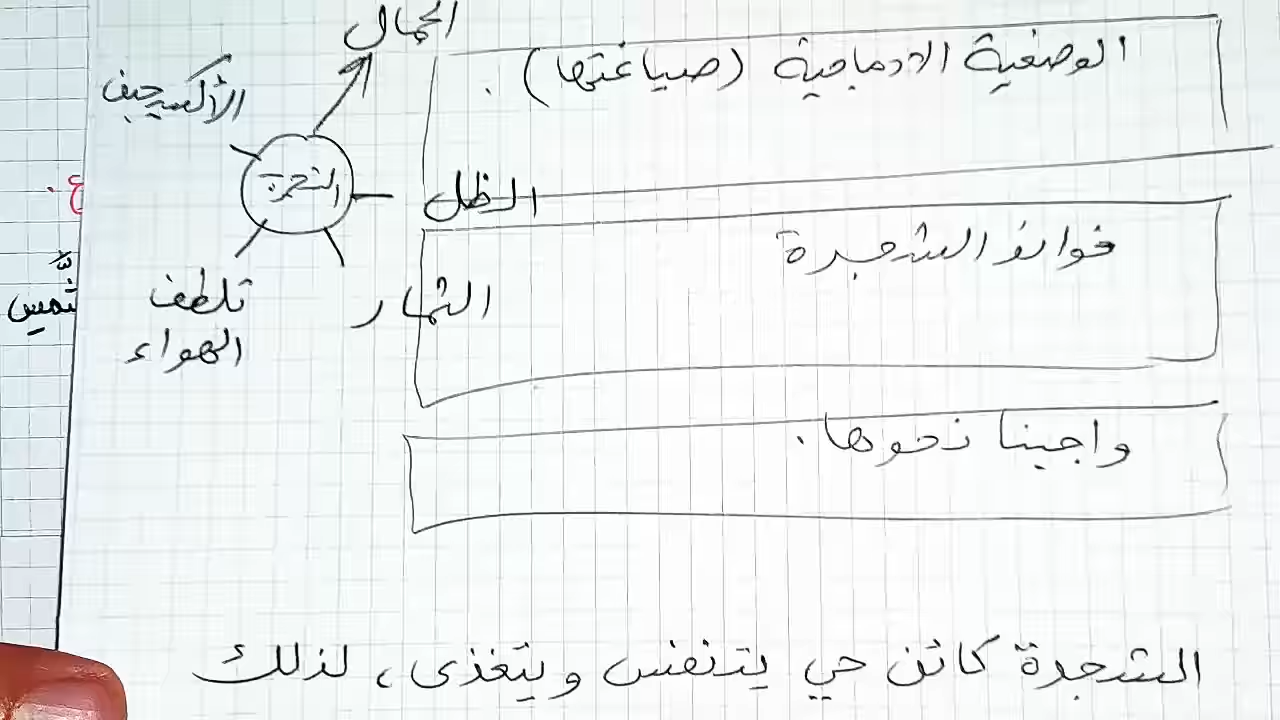 الجمال
الأكسجين
الشجرة
الظل
تلطف
الهواء
الثمار
الوضعية الادماجية (صياغتها).
فوائد الشجرة
واجبنا نحوها.
الشجرة كائن حي يتنفس ويتغذى، لذلك